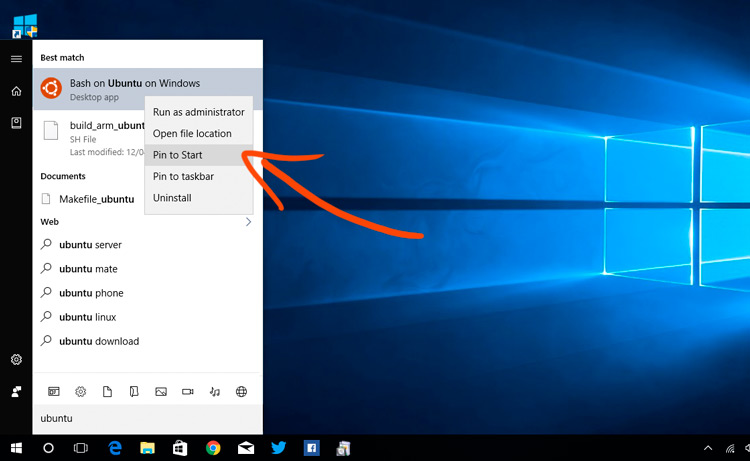 Best match
Bash on Ubuntu on Windows
Desktop app
Run as administrator
build_arm_ubunt
Open file location
SH File
Last modified: 12/0
Pin to Start
Documents
Pin to taskbar
Makefile_ubuntu
Uninstall
Web
ubuntu server
ubuntu mate
ubuntu phone
ubuntu linux
ubuntu download
ubuntu